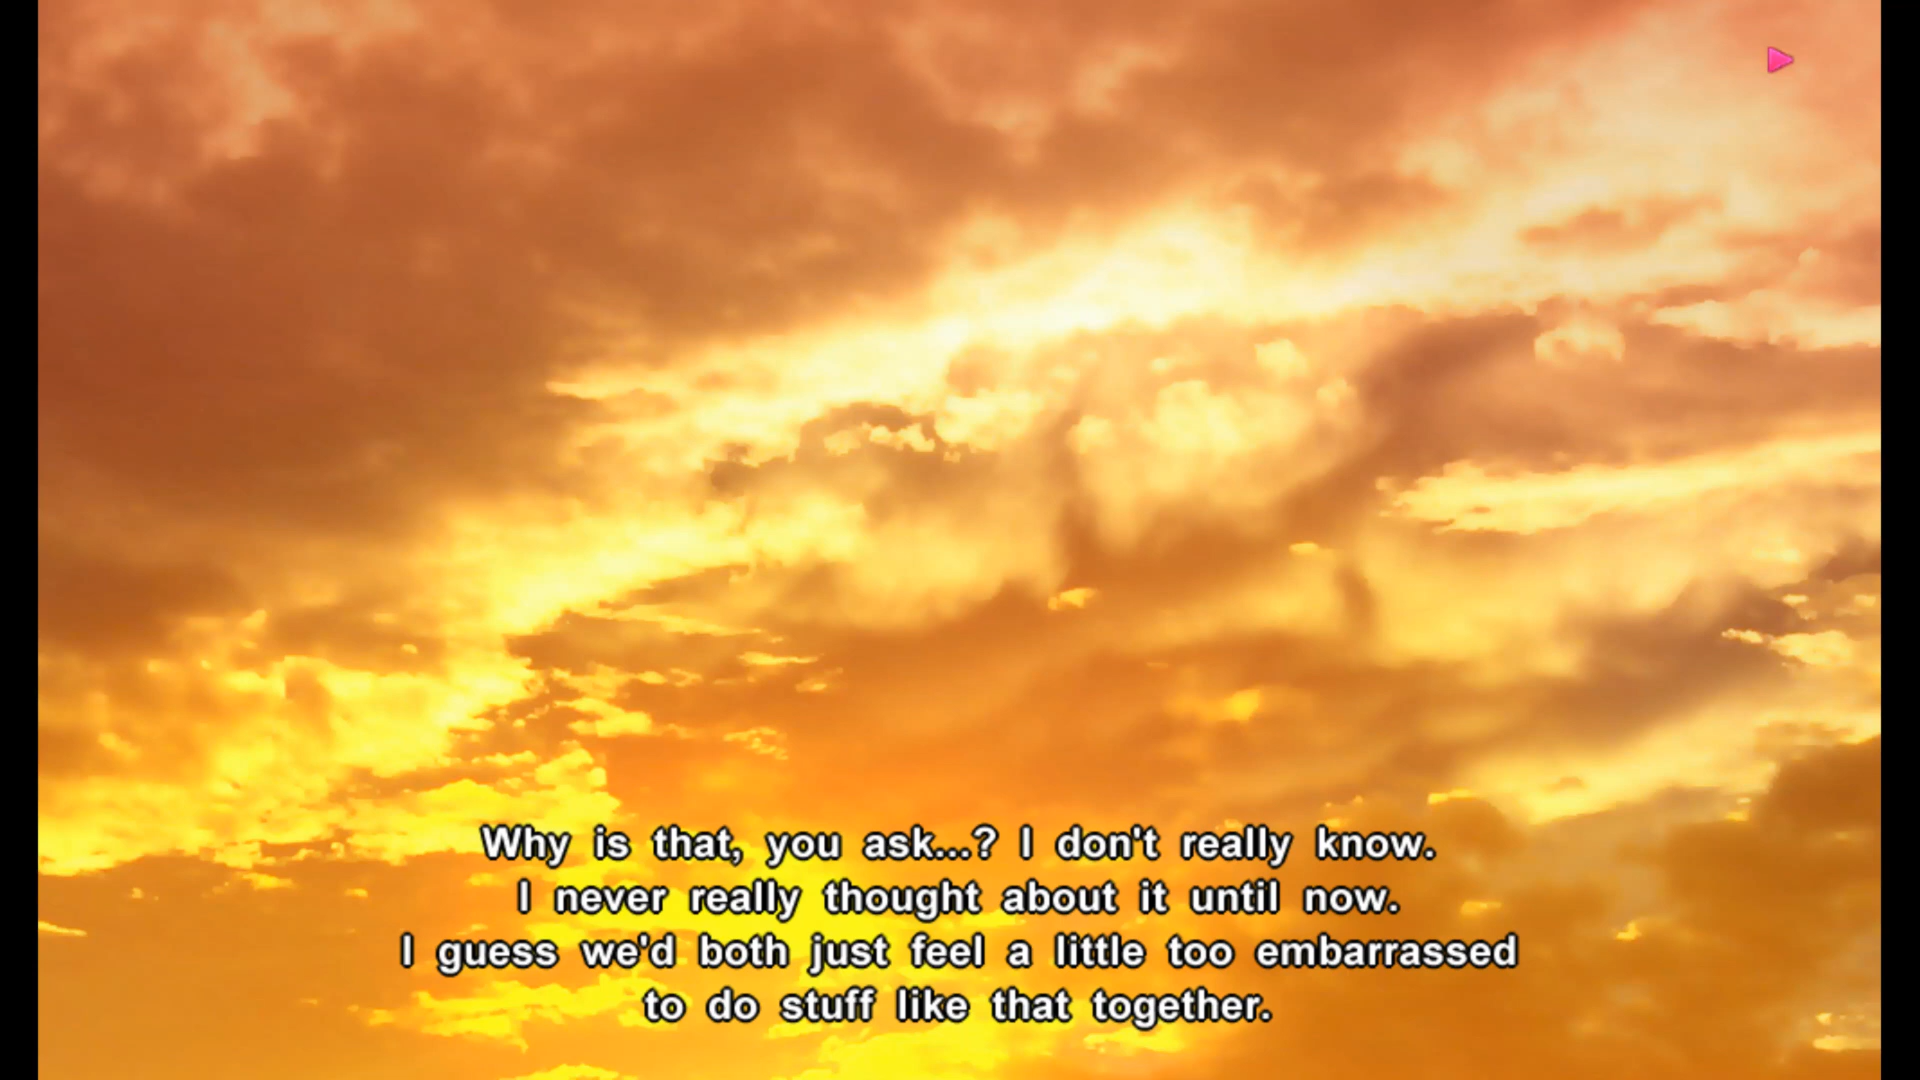 Why is that, you ask...? I don't really know.
I never really thought about it until now.
I guess we'd both just feel a little too embarrassed
to do stuff like that together.